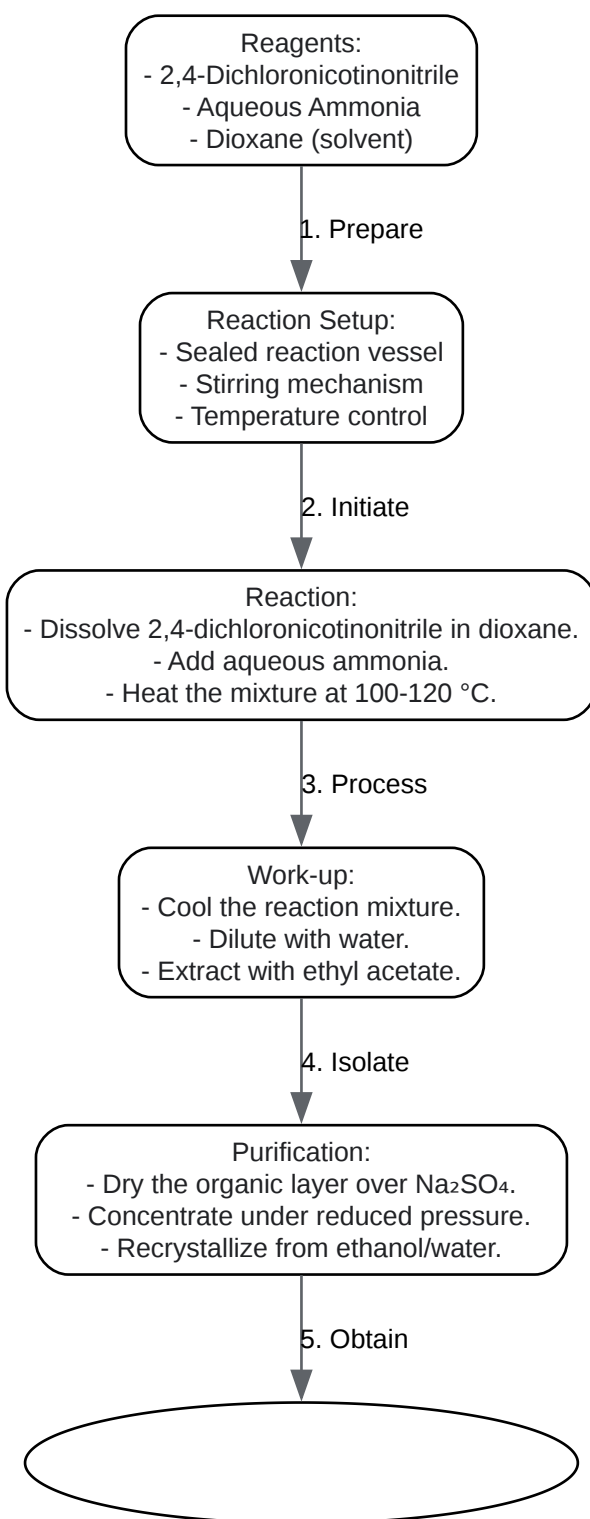 Reagents:
- 2,4-Dichloronicotinonitrile
- Aqueous Ammonia
- Dioxane (solvent)
1. Prepare
Reaction Setup:
- Sealed reaction vessel
- Stirring mechanism
- Temperature control
2. Initiate
Reaction:
- Dissolve 2,4-dichloronicotinonitrile in dioxane.
- Add aqueous ammonia.
- Heat the mixture at 100-120 °C.
3. Process
Work-up:
- Cool the reaction mixture.
- Dilute with water.
- Extract with ethyl acetate.
4. Isolate
Purification:
- Dry the organic layer over Na₂SO₄.
- Concentrate under reduced pressure.
- Recrystallize from ethanol/water.
5. Obtain